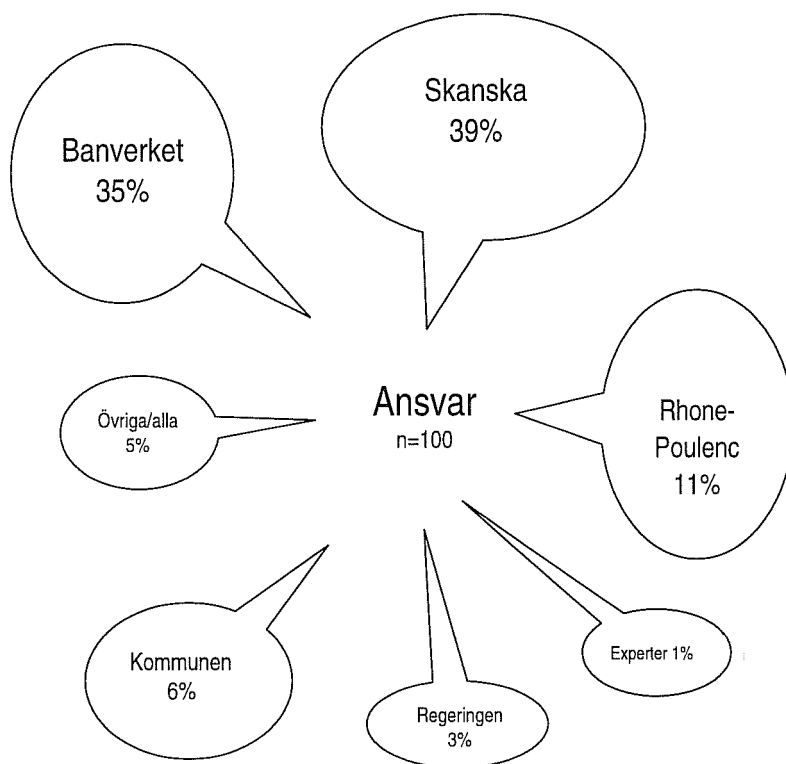 Skanska
39%
Banverket
35%
Ansvar
n=100
Rhone-
Poulenc
11%
Övriga/alla
5%
Kommunen
6%
Regeringen
3%
Experter 1%